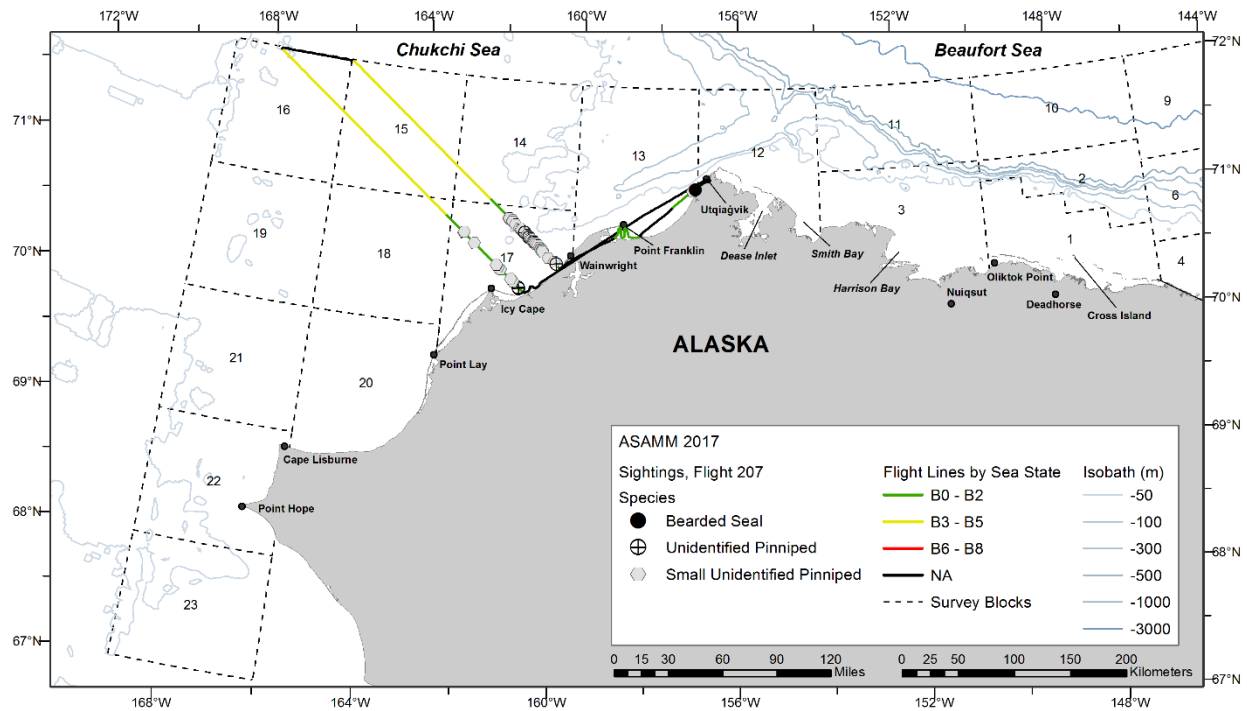 172°W 168°W 164°W 160°W 156°W 152°W 148°W 144°W
Chukchi Sea
Beaufort Sea
72°N
71°N
71°N
70°N
70°N
69°N
69°N
68°N
68°N
67°N
67°N
16
15
14
13
12
11
10
9
2
6
3
1
4
19
18
17
21
20
22
23
Utqiaġvik
Point Franklin
Wainwright
Icy Cape
Point Lay
Cape Lisburne
Point Hope
Dease Inlet
Smith Bay
Harrison Bay
Oliktok Point
Nuiqsut
Deadhorse
Cross Island
ALASKA
ASAMM 2017
Sightings, Flight 207
Species
Bearded Seal
Unidentified Pinniped
Small Unidentified Pinniped
Flight Lines by Sea State
B0 - B2
B3 - B5
B6 - B8
NA
Survey Blocks
Isobath (m)
-50
-100
-300
-500
-1000
-3000
0 15 30 60 90 120
Miles
0 25 50 100 150 200
Kilometers
168°W 164°W 160°W 156°W 152°W 148°W